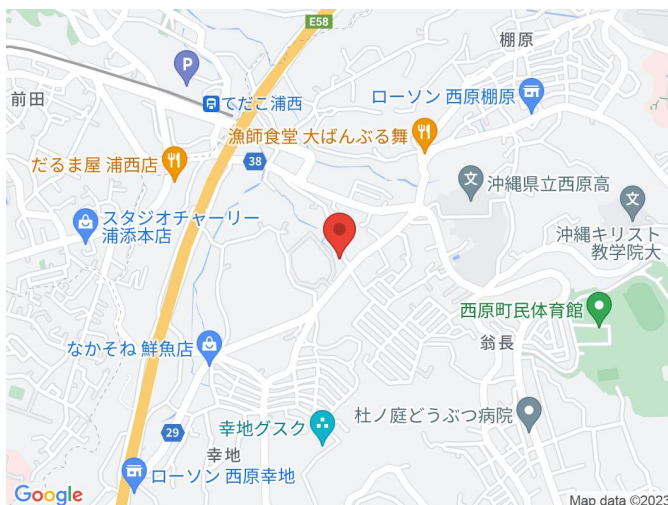 E58
棚原
P
前田
てだこ浦西
ローソン 西原棚原
漁師食堂 大ばんぶる舞
だるま屋 浦西店
38
文
沖縄県立西原高
文
スタジオチャーリー
浦添本店
沖縄キリスト
教学院大
西原町民体育館
なかそね 鮮魚店
翁長
杜ノ庭どうぶつ病院
幸地グスク
29
幸地
ローソン 西原幸地
Google
Map data ©2023